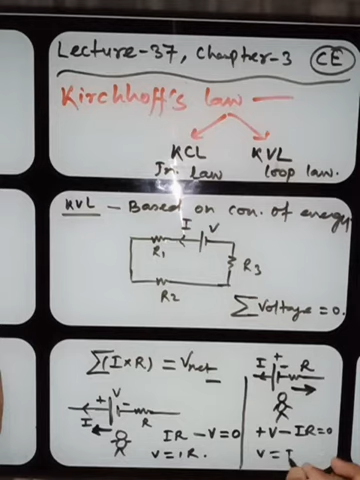 Lecture-37, Chapter-3 CE
Kirchhoff's law —
KCL KVL
Jn. law loop law.
KVL – Based on con. of energy
I V
R1
R3
R2
∑Voltage = 0.
∑(I×R) = Vnet
+ V –
I R
IR – V = 0
V = IR.
I + – R
+V – IR = 0
V = I